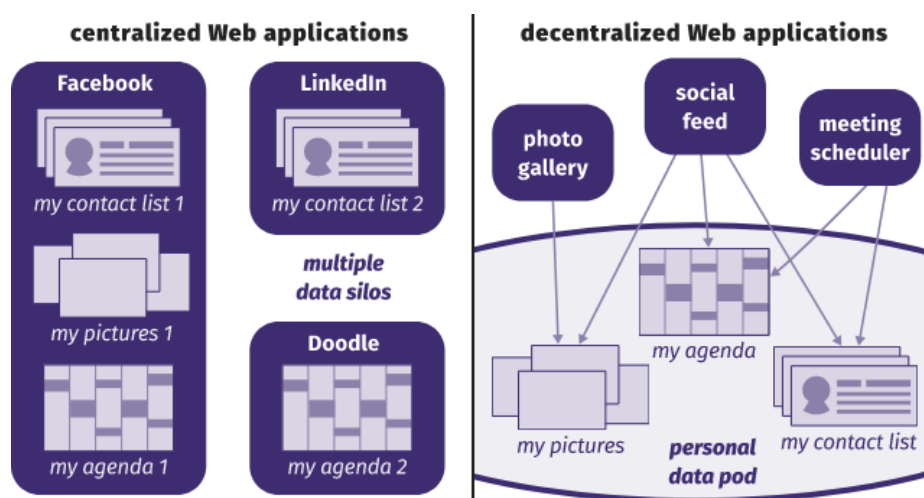 centralized Web applications
Facebook
my contact list 1
my pictures 1
my agenda 1
LinkedIn
my contact list 2
multiple
data silos
Doodle
my agenda 2
decentralized Web applications
photo
gallery
social
feed
meeting
scheduler
my agenda
my pictures
my contact list
personal
data pod